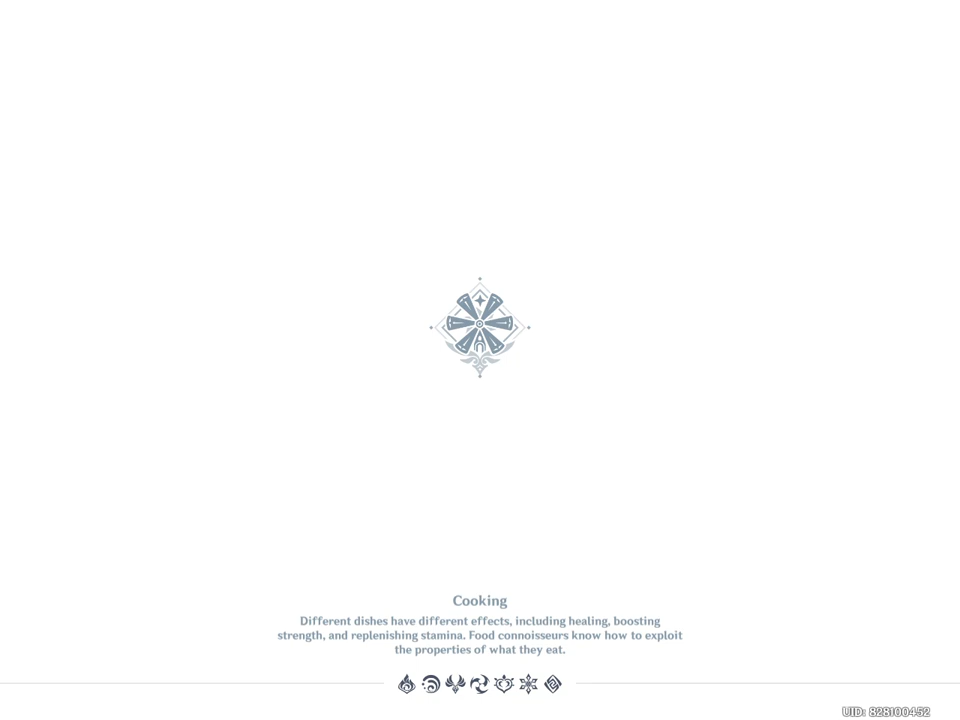 Cooking
Different dishes have different effects, including healing, boosting
strength, and replenishing stamina. Food connoisseurs know how to exploit
the properties of what they eat.
UID: 828100452